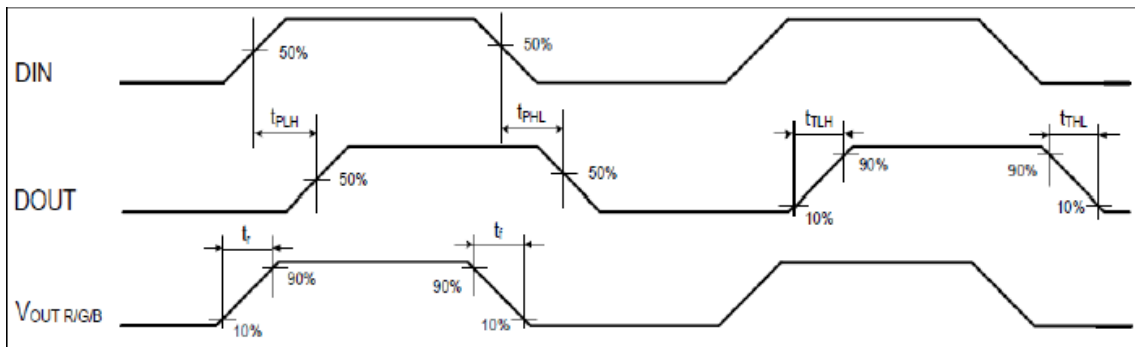 DIN
50%
50%
tPLH
tPHL
tTLH
tTHL
DOUT
50%
50%
90%
90%
10%
10%
tr
tf
VOUT R/G/B
90%
90%
10%
10%